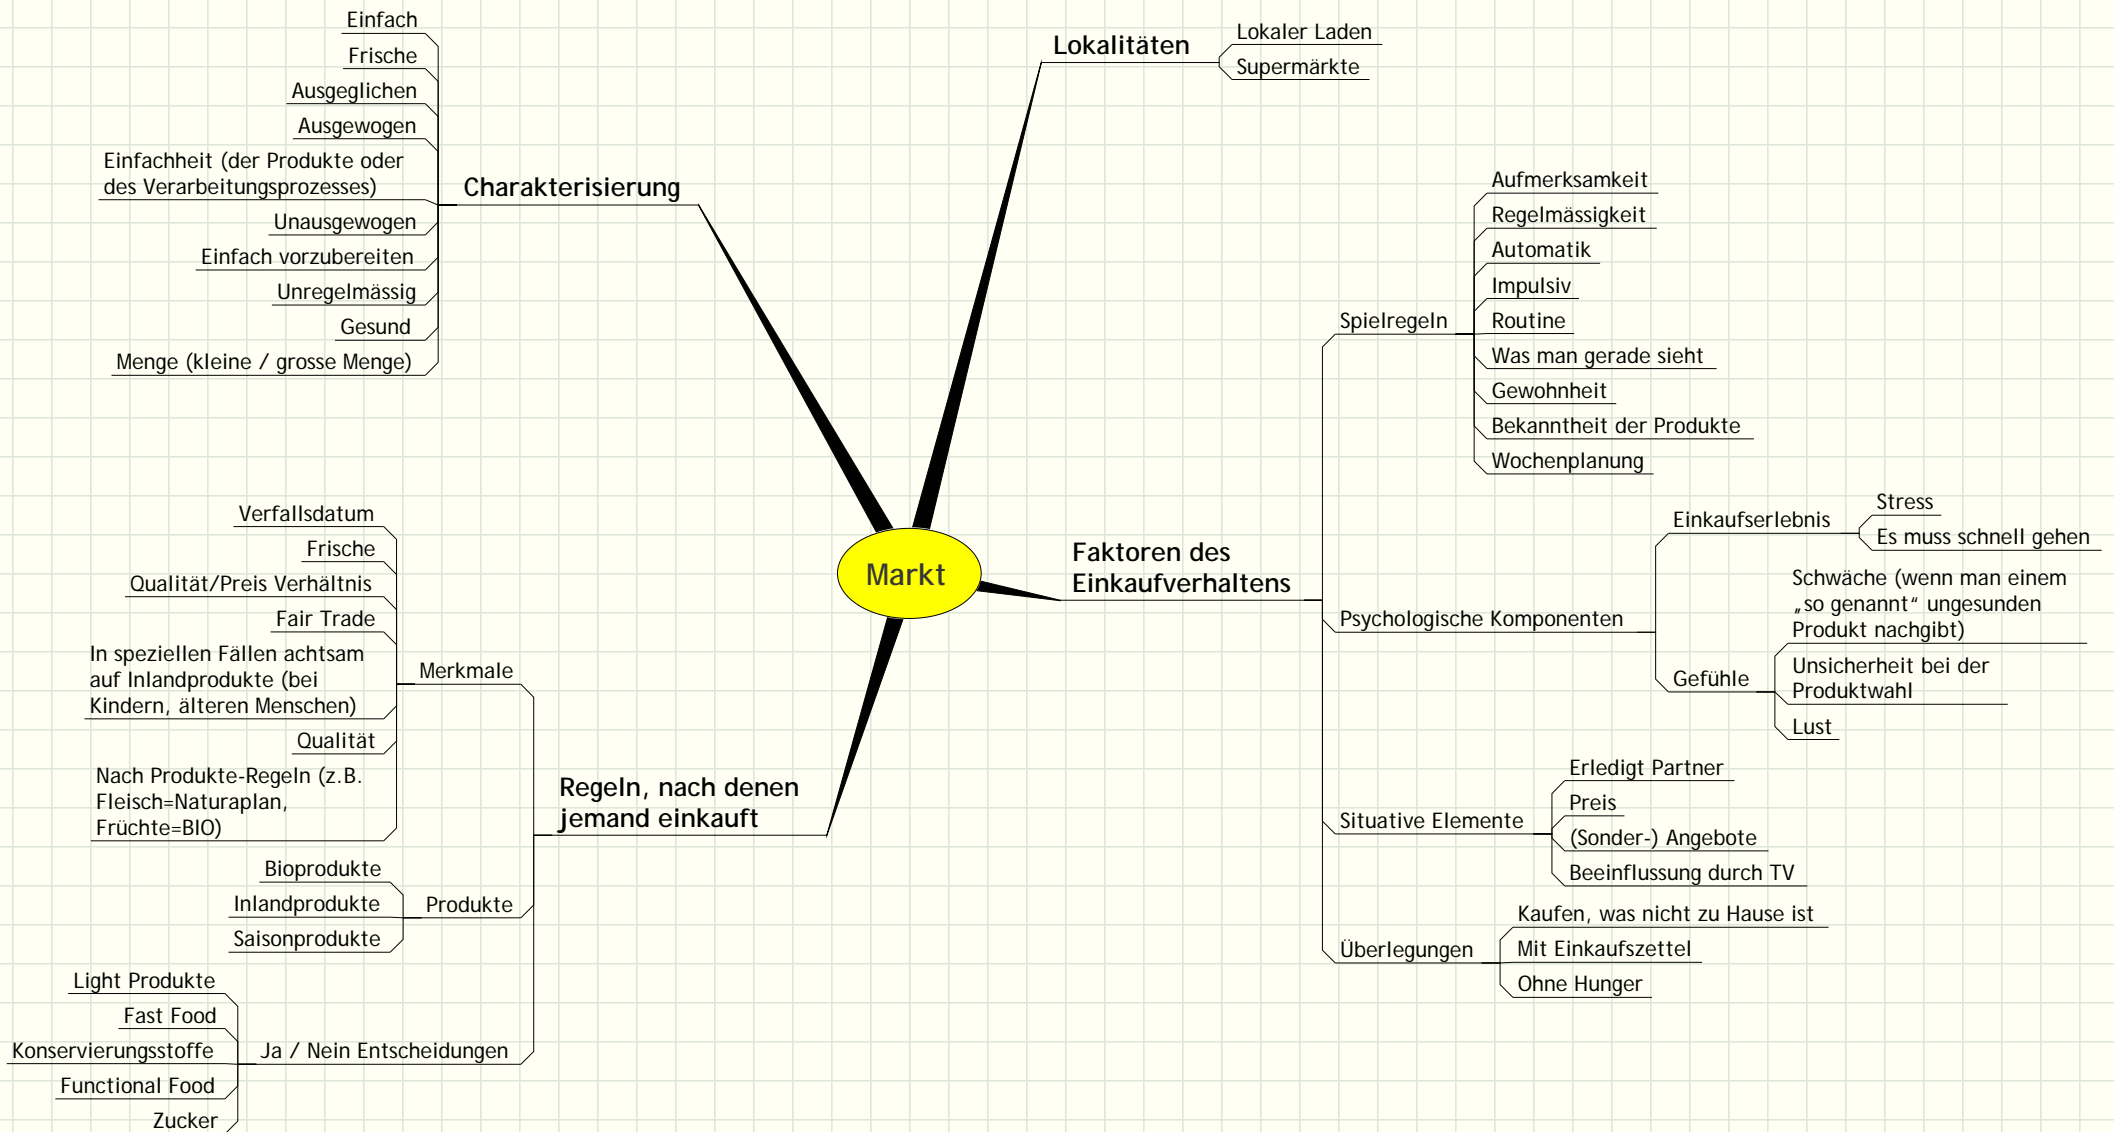 Markt
Lokalitäten
Lokaler Laden
Supermärkte
Faktoren des
Einkaufverhaltens
Spielregeln
Aufmerksamkeit
Regelmässigkeit
Automatik
Impulsiv
Routine
Was man gerade sieht
Gewohnheit
Bekanntheit der Produkte
Wochenplanung
Psychologische Komponenten
Einkaufserlebnis
Stress
Es muss schnell gehen
Gefühle
Schwäche (wenn man einem
„so genannt“ ungesunden
Produkt nachgibt)
Unsicherheit bei der
Produktwahl
Lust
Situative Elemente
Erledigt Partner
Preis
(Sonder-) Angebote
Beeinflussung durch TV
Überlegungen
Kaufen, was nicht zu Hause ist
Mit Einkaufszettel
Ohne Hunger
Regeln, nach denen
jemand einkauft
Merkmale
Verfallsdatum
Frische
Qualität/Preis Verhältnis
Fair Trade
In speziellen Fällen achtsam
auf Inlandprodukte (bei
Kindern, älteren Menschen)
Qualität
Nach Produkte-Regeln (z.B.
Fleisch=Naturaplan,
Früchte=BIO)
Produkte
Bioprodukte
Inlandprodukte
Saisonprodukte
Ja / Nein Entscheidungen
Light Produkte
Fast Food
Konservierungsstoffe
Functional Food
Zucker
Charakterisierung
Einfach
Frische
Ausgeglichen
Ausgewogen
Einfachheit (der Produkte oder
des Verarbeitungsprozesses)
Unausgewogen
Einfach vorzubereiten
Unregelmässig
Gesund
Menge (kleine / grosse Menge)